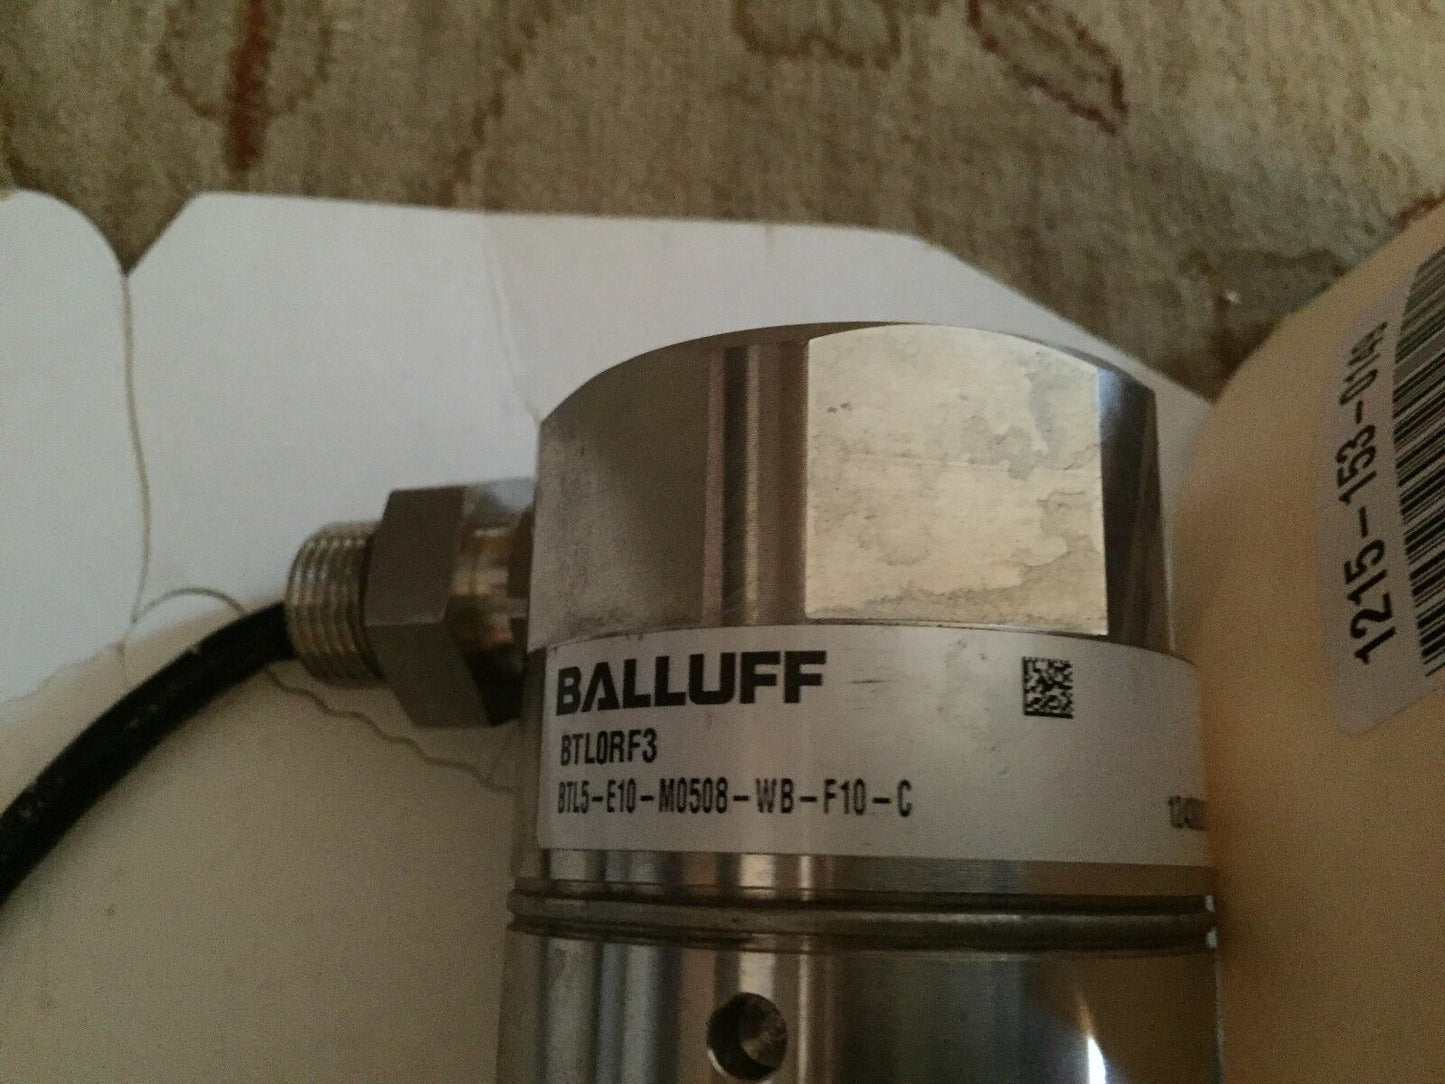 BALLUFF
BTL0RF3
BTL5-E10-M0508-WB-F10-C
1215-153-0149